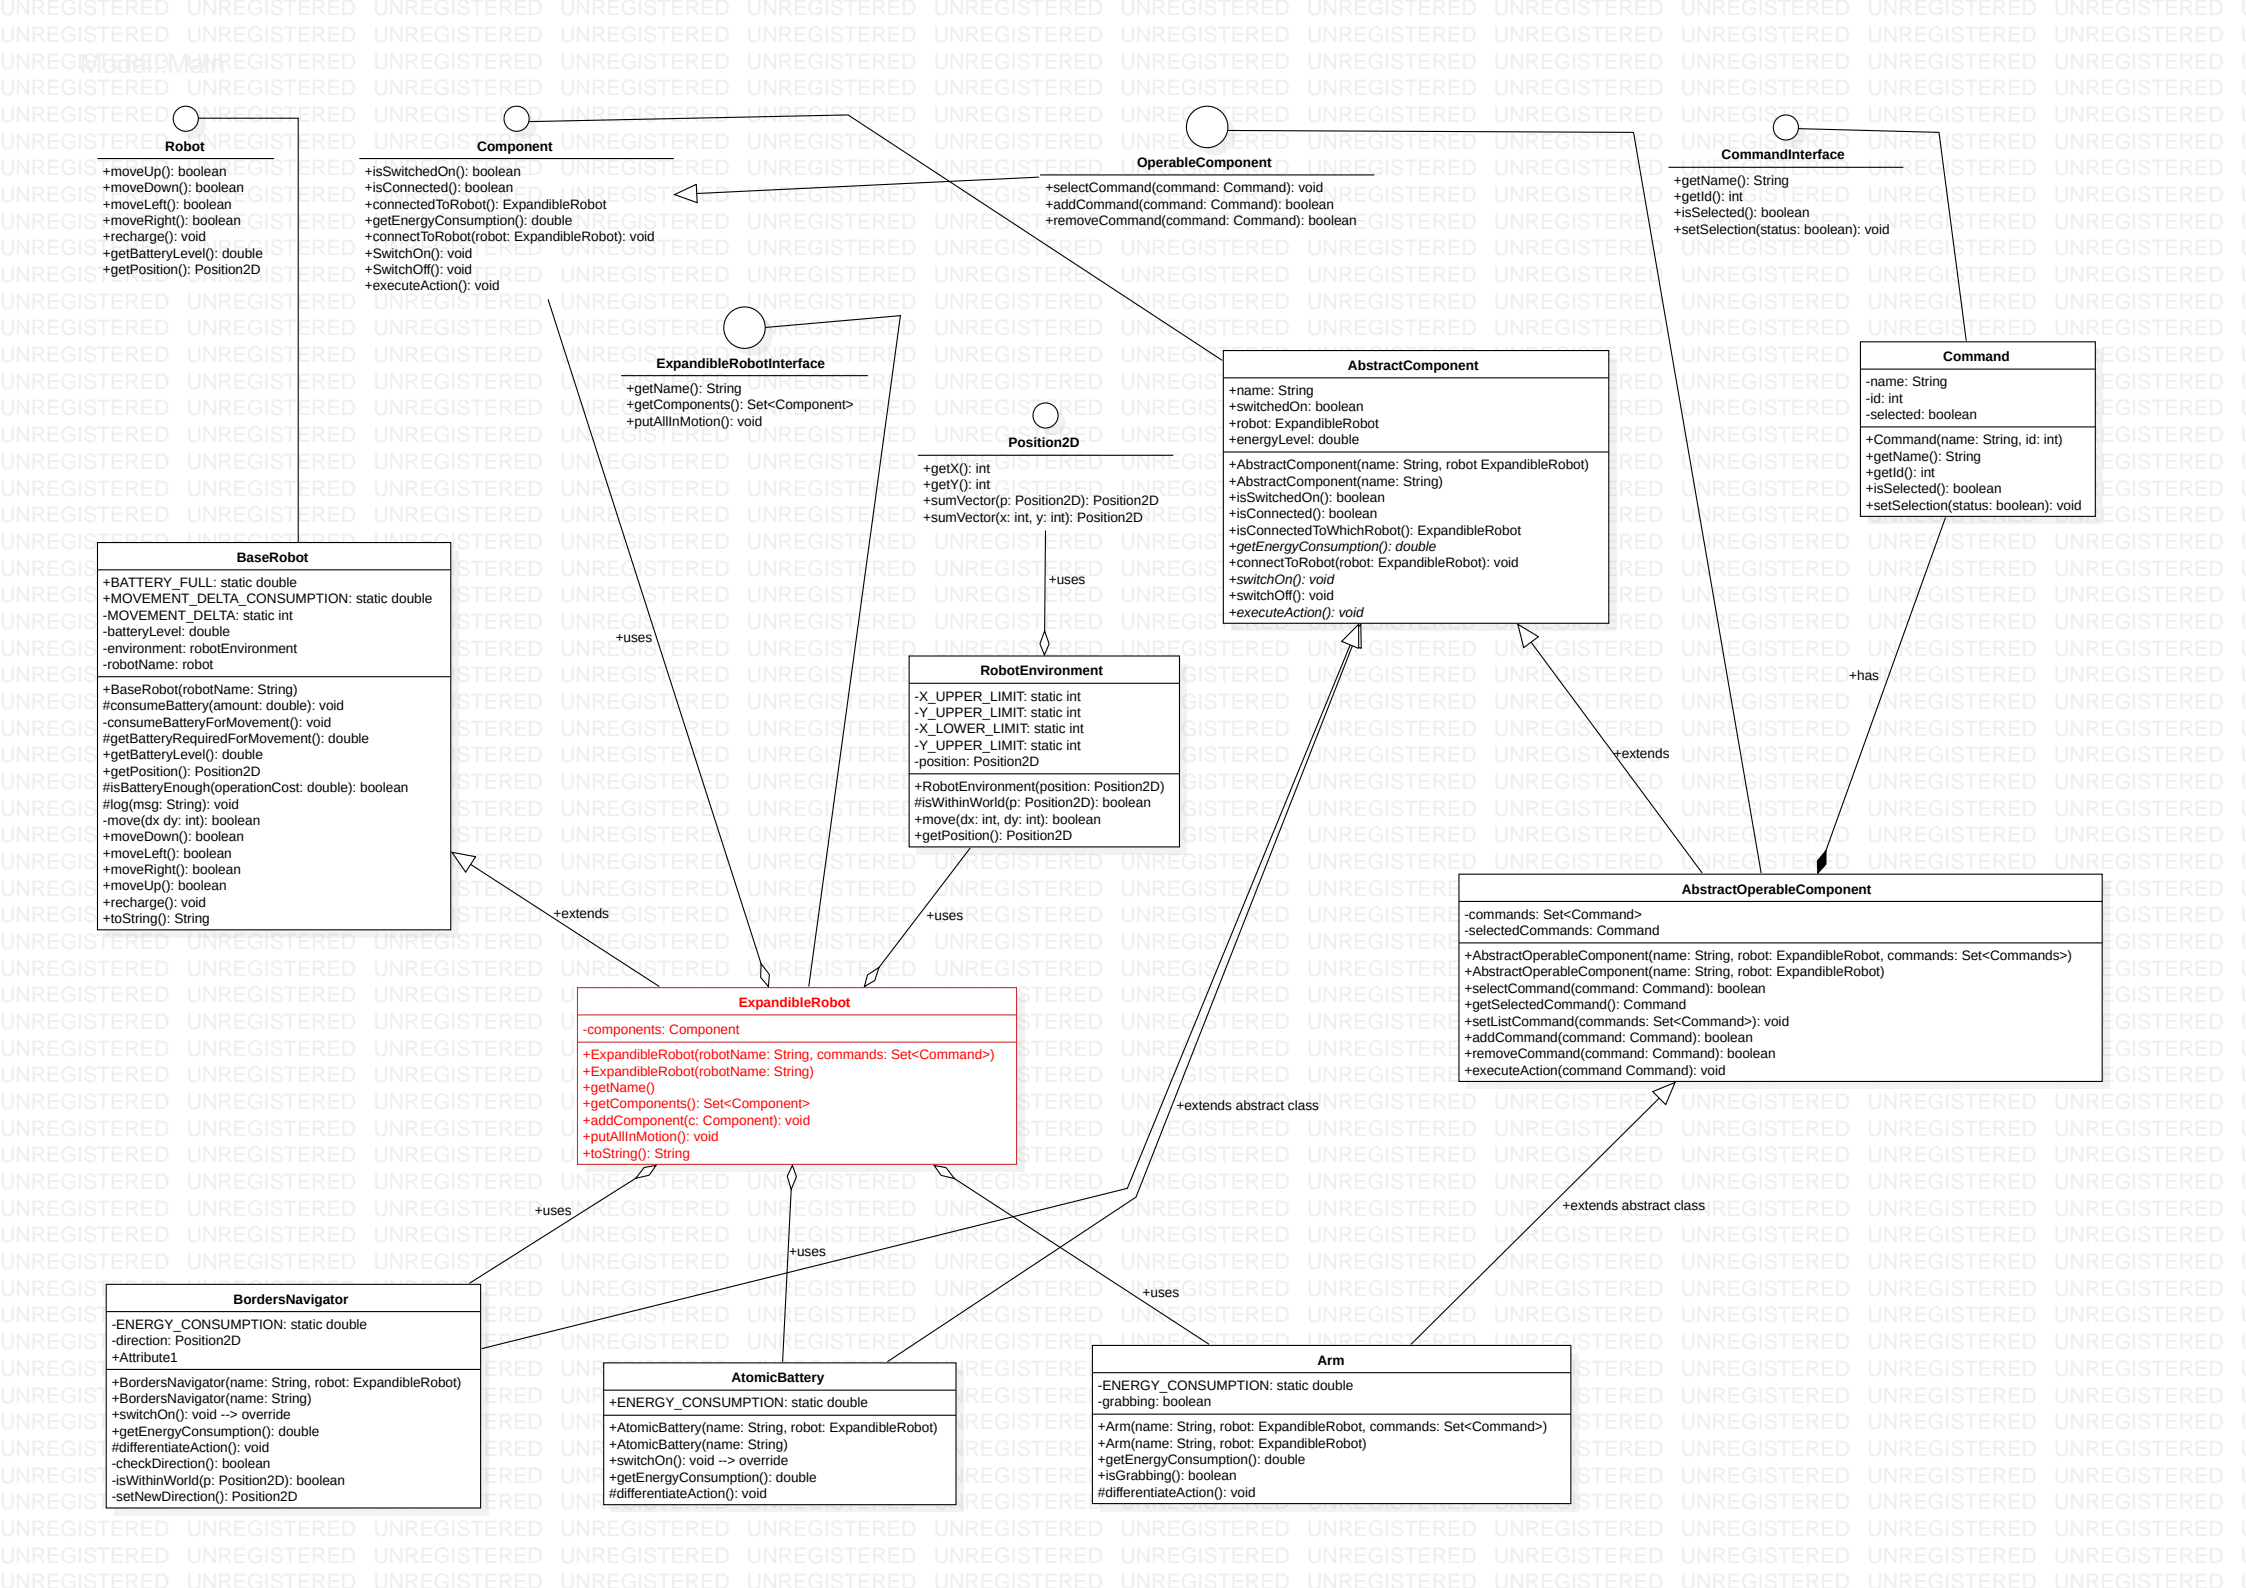 Model::Main
Robot
+moveUp(): boolean
+moveDown(): boolean
+moveLeft(): boolean
+moveRight(): boolean
+recharge(): void
+getBatteryLevel(): double
+getPosition(): Position2D
Component
+isSwitchedOn(): boolean
+isConnected(): boolean
+connectedToRobot(): ExpandibleRobot
+getEnergyConsumption(): double
+connectToRobot(robot: ExpandibleRobot): void
+SwitchOn(): void
+SwitchOff(): void
+executeAction(): void
OperableComponent
+selectCommand(command: Command): void
+addCommand(command: Command): boolean
+removeCommand(command: Command): boolean
CommandInterface
+getName(): String
+getId(): int
+isSelected(): boolean
+setSelection(status: boolean): void
ExpandibleRobotInterface
+getName(): String
+getComponents(): Set<Component>
+putAllInMotion(): void
Position2D
+getX(): int
+getY(): int
+sumVector(p: Position2D): Position2D
+sumVector(x: int, y: int): Position2D
AbstractComponent
+name: String
+switchedOn: boolean
+robot: ExpandibleRobot
+energyLevel: double
+AbstractComponent(name: String, robot ExpandibleRobot)
+AbstractComponent(name: String)
+isSwitchedOn(): boolean
+isConnected(): boolean
+isConnectedToWhichRobot(): ExpandibleRobot
+getEnergyConsumption(): double
+connectToRobot(robot: ExpandibleRobot): void
+switchOn(): void
+switchOff(): void
+executeAction(): void
Command
-name: String
-id: int
-selected: boolean
+Command(name: String, id: int)
+getName(): String
+getId(): int
+isSelected(): boolean
+setSelection(status: boolean): void
BaseRobot
+BATTERY_FULL: static double
+MOVEMENT_DELTA_CONSUMPTION: static double
-MOVEMENT_DELTA: static int
-batteryLevel: double
-environment: robotEnvironment
-robotName: robot
+BaseRobot(robotName: String)
#consumeBattery(amount: double): void
-consumeBatteryForMovement(): void
#getBatteryRequiredForMovement(): double
+getBatteryLevel(): double
+getPosition(): Position2D
#isBatteryEnough(operationCost: double): boolean
#log(msg: String): void
-move(dx dy: int): boolean
+moveDown(): boolean
+moveLeft(): boolean
+moveRight(): boolean
+moveUp(): boolean
+recharge(): void
+toString(): String
+uses
+uses
RobotEnvironment
-X_UPPER_LIMIT: static int
-Y_UPPER_LIMIT: static int
-X_LOWER_LIMIT: static int
-Y_UPPER_LIMIT: static int
-position: Position2D
+RobotEnvironment(position: Position2D)
#isWithinWorld(p: Position2D): boolean
+move(dx: int, dy: int): boolean
+getPosition(): Position2D
+has
+extends
+extends
+uses
AbstractOperableComponent
-commands: Set<Command>
-selectedCommands: Command
+AbstractOperableComponent(name: String, robot: ExpandibleRobot, commands: Set<Commands>)
+AbstractOperableComponent(name: String, robot: ExpandibleRobot)
+selectCommand(command: Command): boolean
+getSelectedCommand(): Command
+setListCommand(commands: Set<Command>): void
+addCommand(command: Command): boolean
+removeCommand(command: Command): boolean
+executeAction(command Command): void
ExpandibleRobot
-components: Component
+ExpandibleRobot(robotName: String, commands: Set<Command>)
+ExpandibleRobot(robotName: String)
+getName()
+getComponents(): Set<Component>
+addComponent(c: Component): void
+putAllInMotion(): void
+toString(): String
+extends abstract class
+extends abstract class
+uses
+uses
+uses
BordersNavigator
-ENERGY_CONSUMPTION: static double
-direction: Position2D
+Attribute1
+BordersNavigator(name: String, robot: ExpandibleRobot)
+BordersNavigator(name: String)
+switchOn(): void --> override
+getEnergyConsumption(): double
#differentiateAction(): void
-checkDirection(): boolean
-isWithinWorld(p: Position2D): boolean
-setNewDirection(): Position2D
AtomicBattery
+ENERGY_CONSUMPTION: static double
+AtomicBattery(name: String, robot: ExpandibleRobot)
+AtomicBattery(name: String)
+switchOn(): void --> override
+getEnergyConsumption(): double
#differentiateAction(): void
Arm
-ENERGY_CONSUMPTION: static double
-grabbing: boolean
+Arm(name: String, robot: ExpandibleRobot, commands: Set<Command>)
+Arm(name: String, robot: ExpandibleRobot)
+getEnergyConsumption(): double
+isGrabbing(): boolean
#differentiateAction(): void
UNREGISTERED